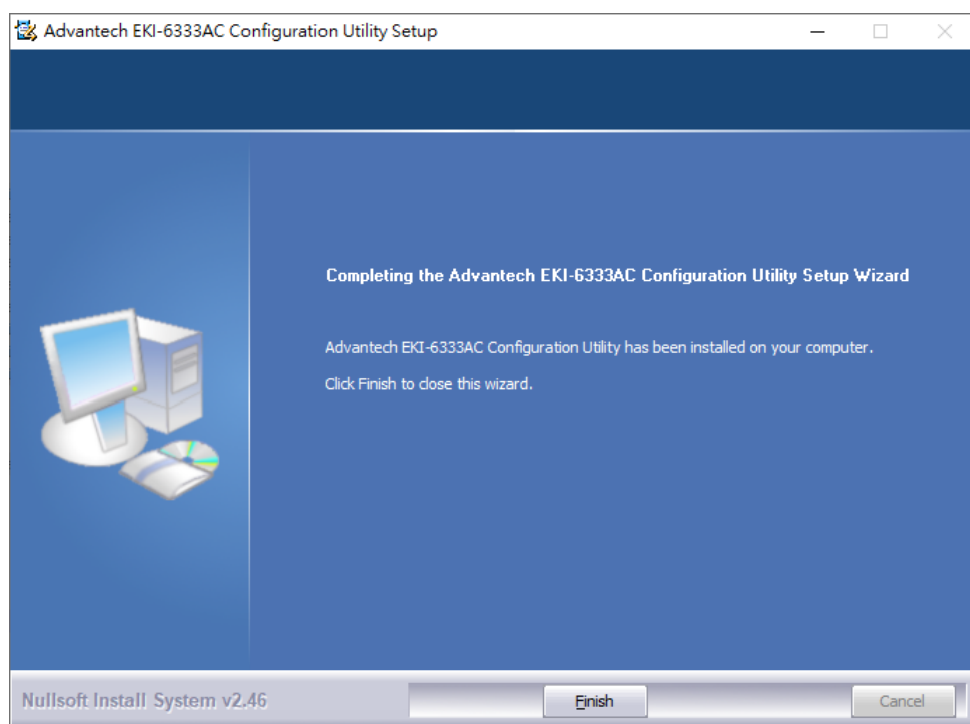 Advantech EKI-6333AC Configuration Utility Setup
Completing the Advantech EKI-6333AC Configuration Utility Setup Wizard
Advantech EKI-6333AC Configuration Utility has been installed on your computer.
Click Finish to close this wizard.
Nullsoft Install System v2.46
Finish
Cancel